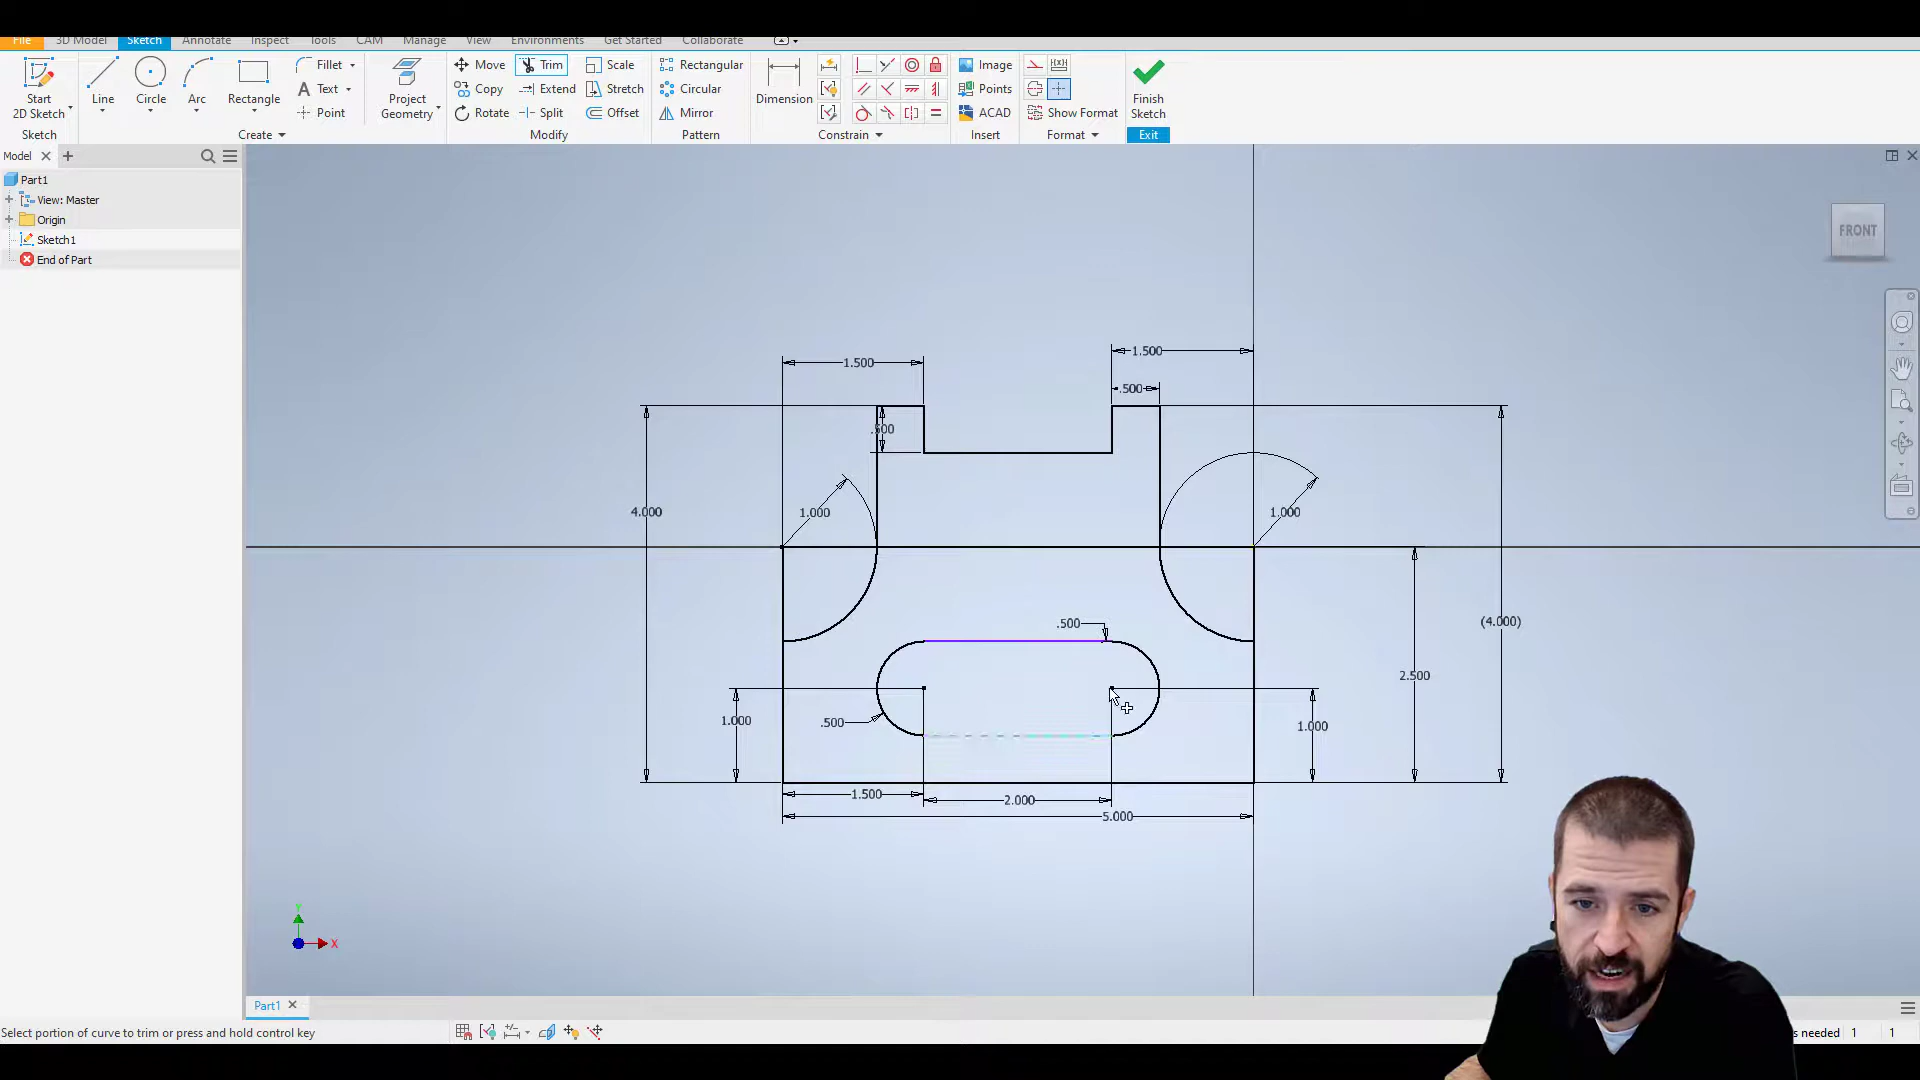 File 3D Model Sketch Annotate Inspect Tools CAM Manage View Environments Get Started Collaborate
Start
2D Sketch
Line
Circle
Arc
Rectangle
Fillet
Text
Point
Project
Geometry
Move
Copy
Rotate
Trim
Extend
Split
Scale
Stretch
Offset
Rectangular
Circular
Mirror
Dimension
Image
Points
ACAD
Show Format
Finish
Sketch
Sketch Create Modify Pattern Constrain Insert Format Exit
Model
Part1
View: Master
Origin
Sketch1
End of Part
FRONT
1.500
1.500
.500
.500
4.000
1.000
1.000
(4.000)
.500
2.500
1.000
.500
1.000
1.500
2.000
5.000
Y
X
Part1
Select portion of curve to trim or press and hold control key
needed 1 1